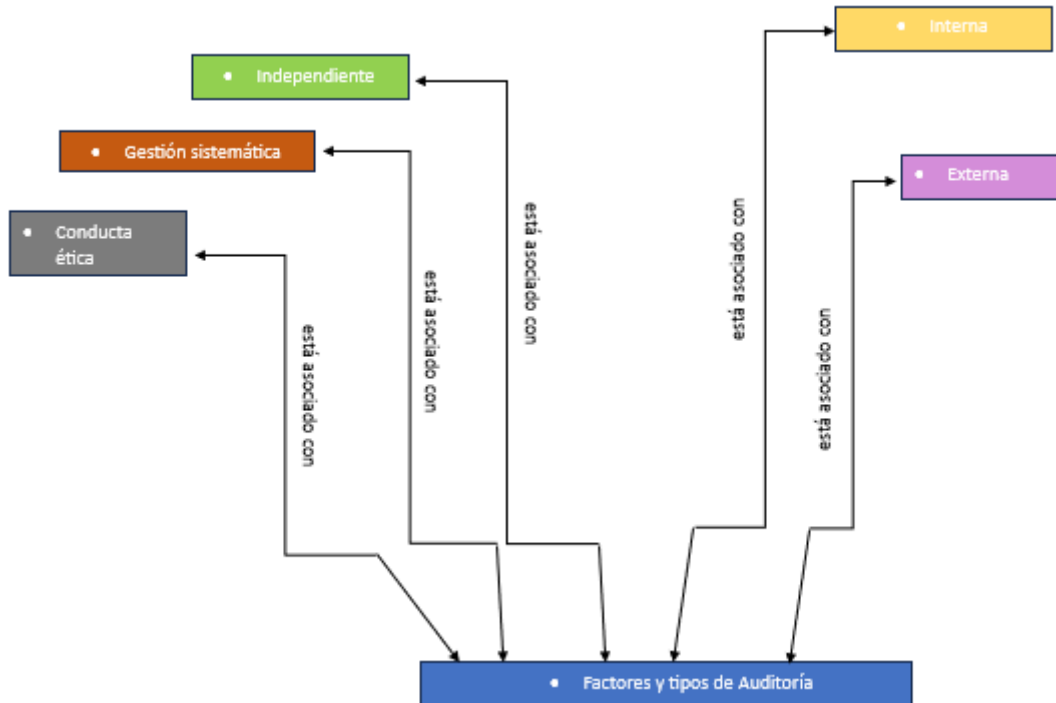 • Interna
• Independiente
• Gestión sistemática
• Externa
• Conducta
ética
está asociado con
está asociado con
está asociado con
está asociado con
está asociado con
• Factores y tipos de Auditoría